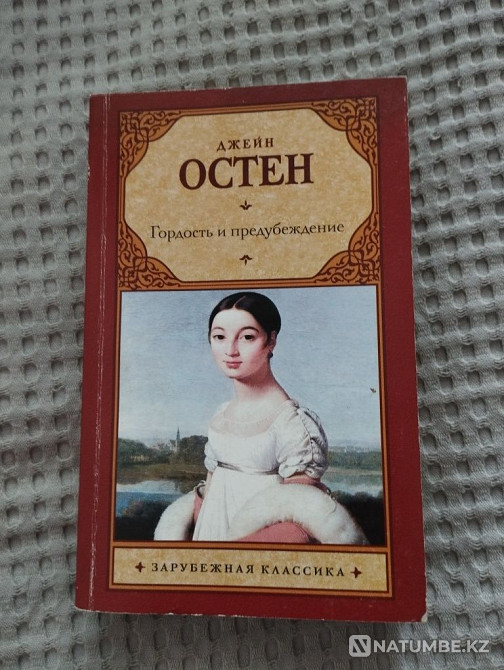 ДЖЕЙН
ОСТЕН
Гордость и предубеждение
ЗАРУБЕЖНАЯ КЛАССИКА
NATUMBE.KZ